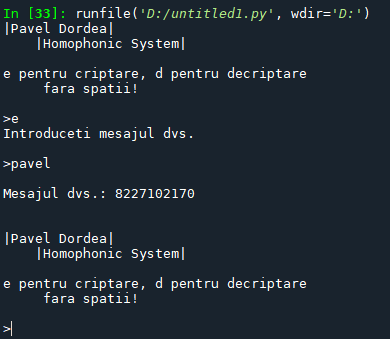 In [33]: runfile('D:/untitled1.py', wdir='D:')
|Pavel Dordea|
|Homophonic System|
e pentru criptare, d pentru decriptare
fara spatii!
>e
Introduceti mesajul dvs.
>pavel
Mesajul dvs.: 8227102170
|Pavel Dordea|
|Homophonic System|
e pentru criptare, d pentru decriptare
fara spatii!
>